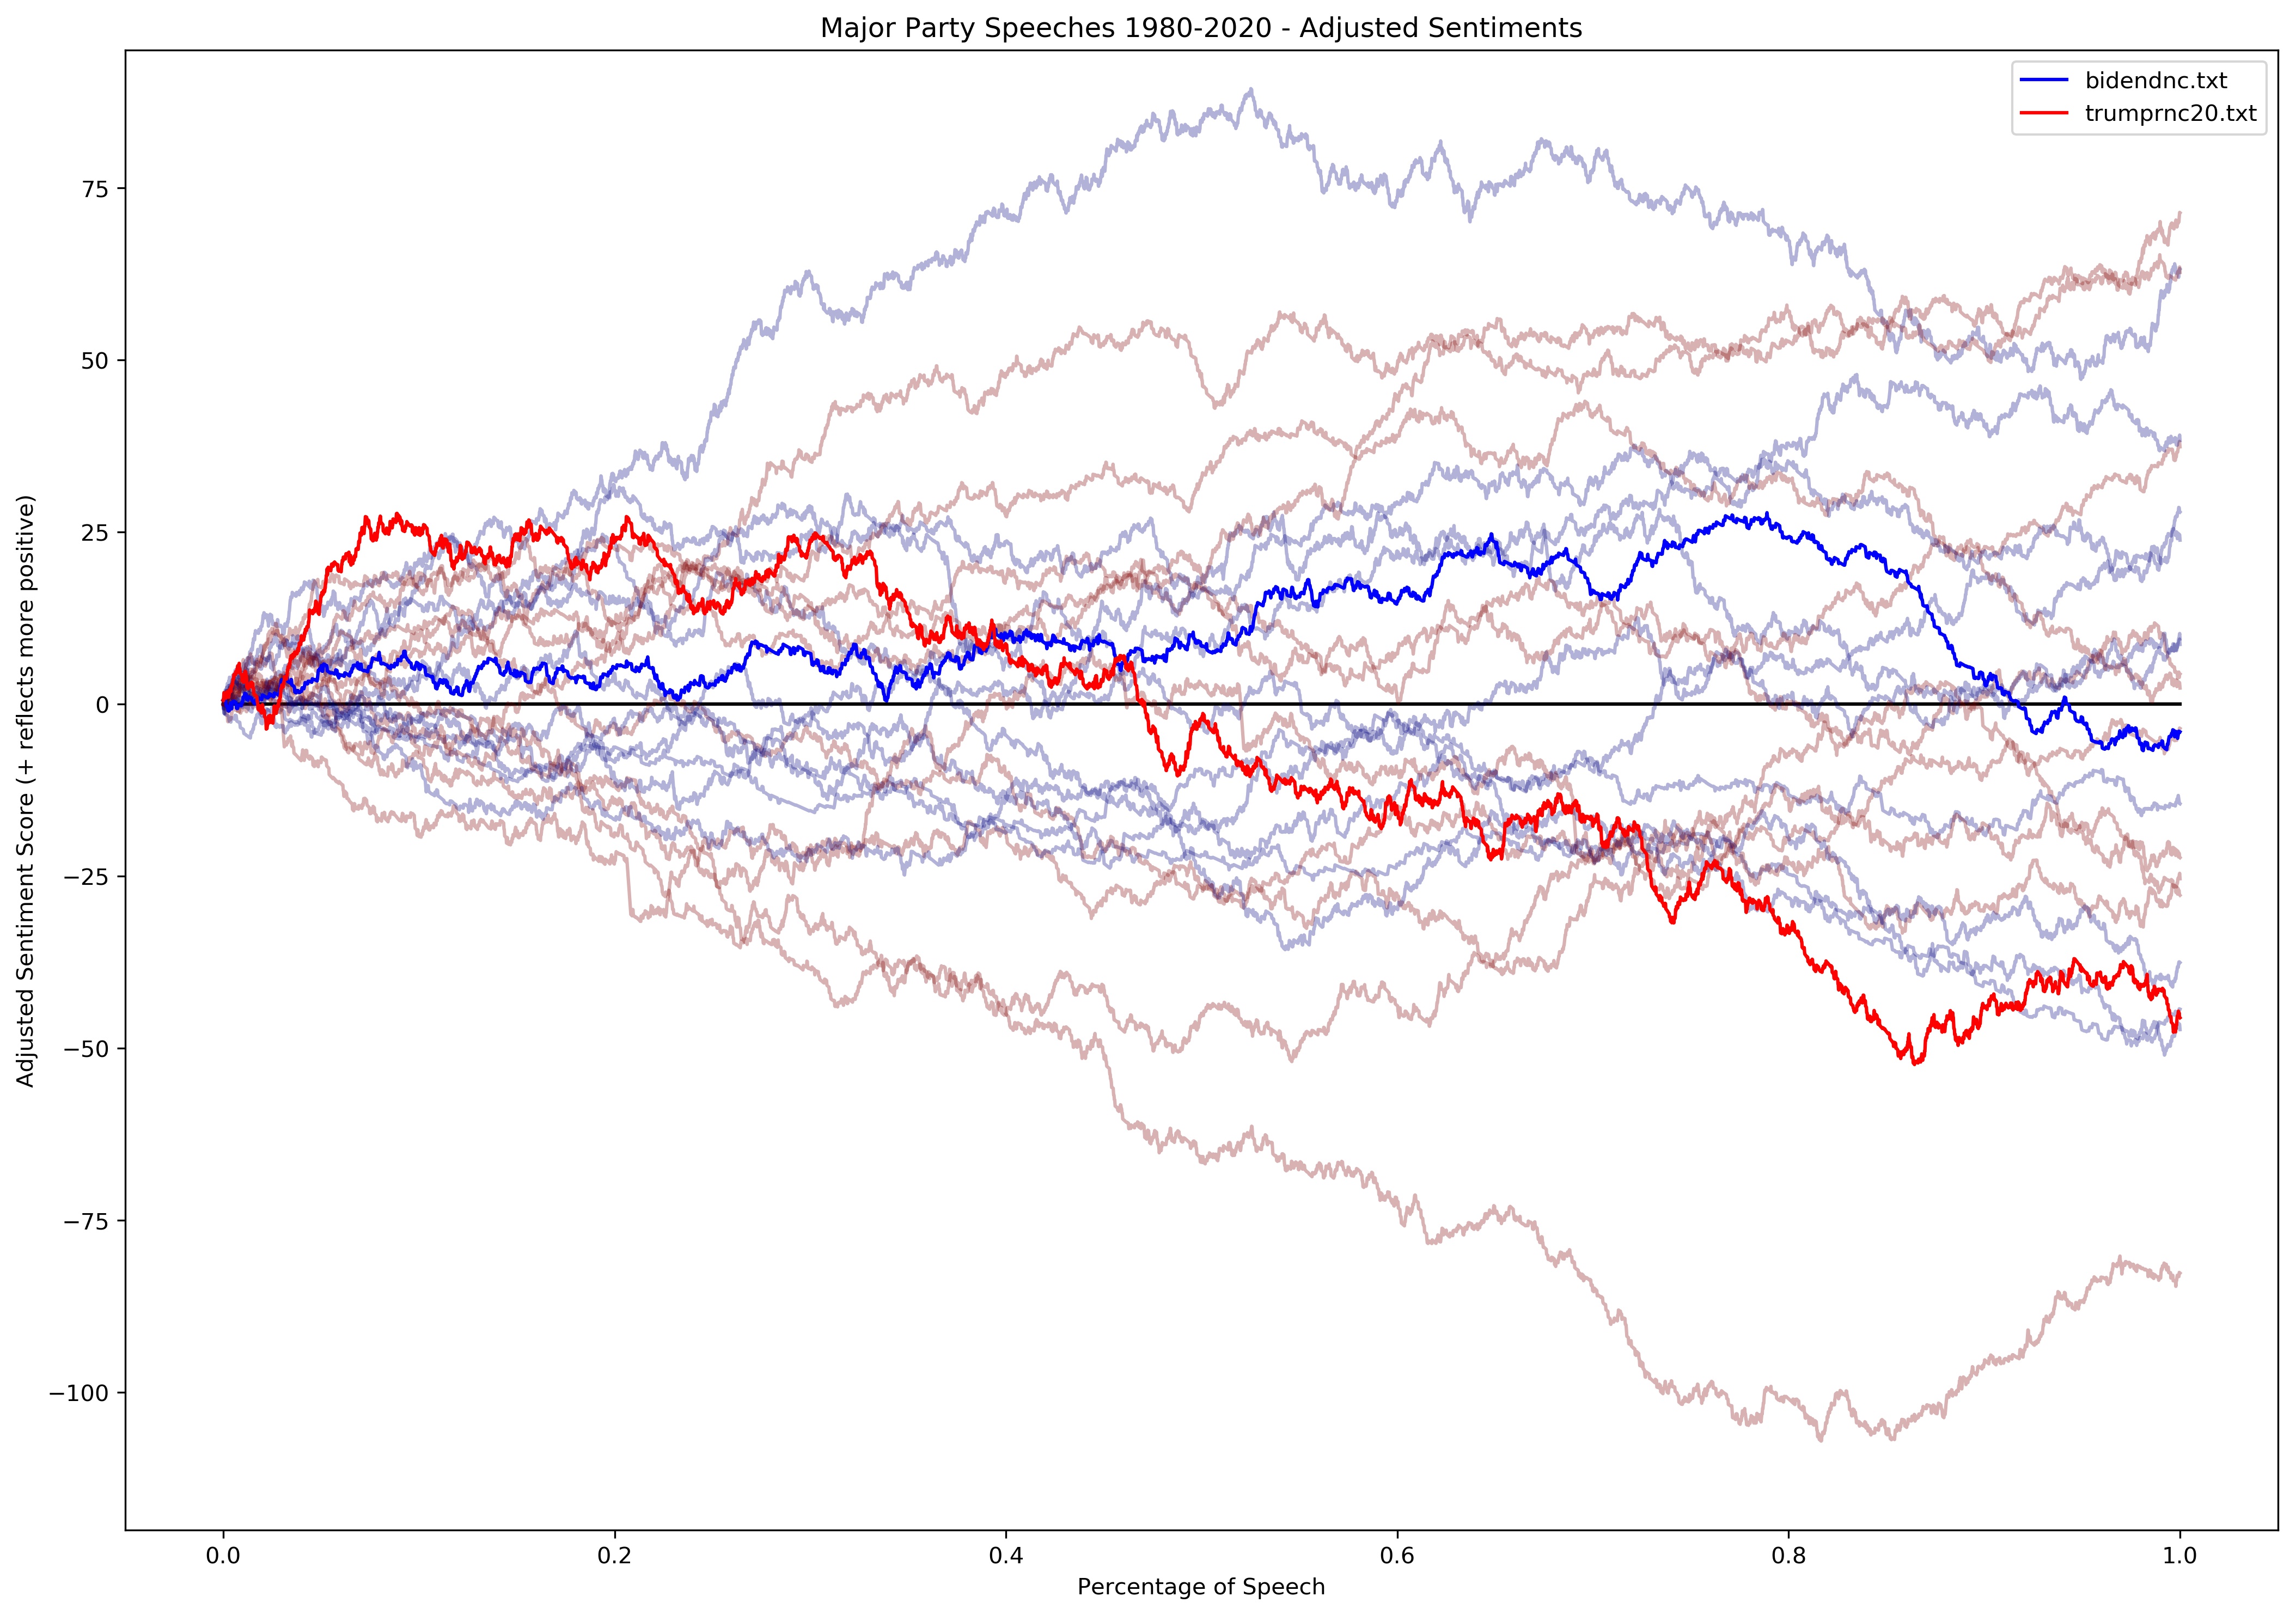 Major Party Speeches 1980-2020 - Adjusted Sentiments
bidendnc.txt
trumprnc20.txt
Adjusted Sentiment Score (+ reflects more positive)
75
50
25
0
−25
−50
−75
−100
0.0
0.2
0.4
0.6
0.8
1.0
Percentage of Speech